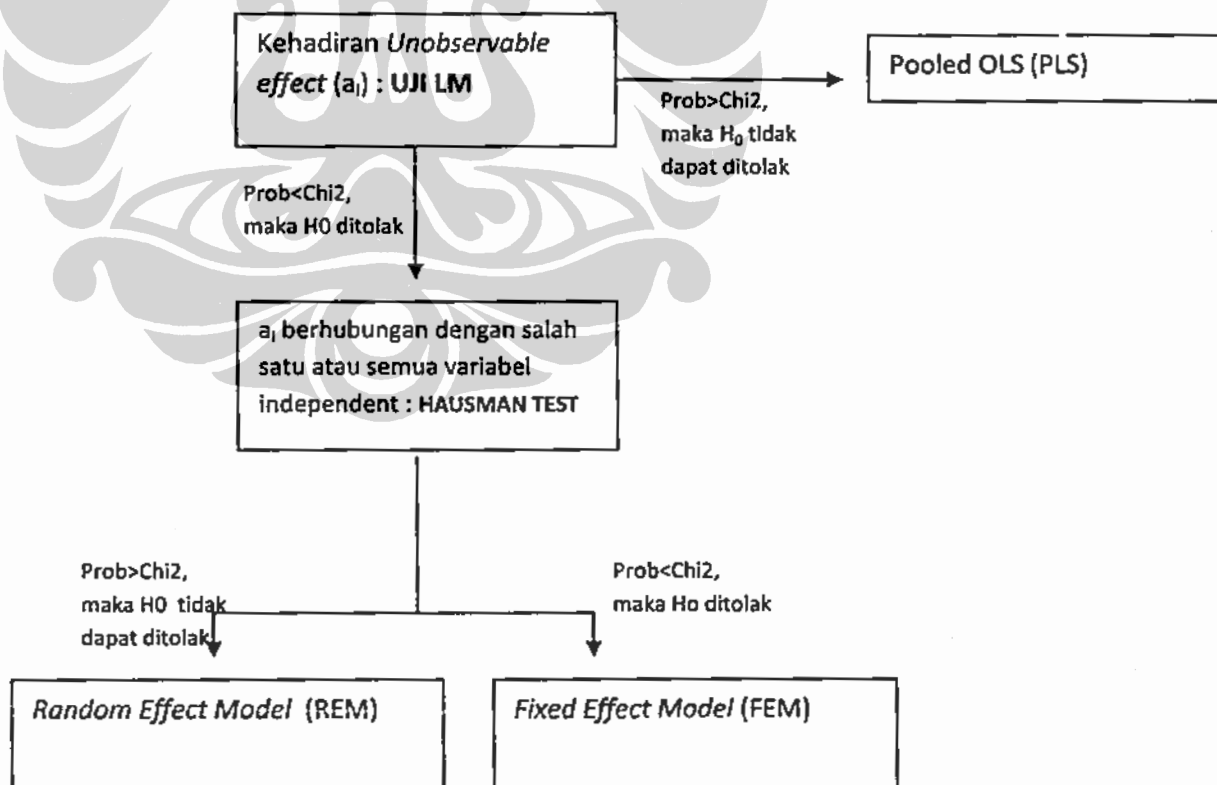 Kehadiran Unobservable
effect (aᵢ) : UJI LM
Pooled OLS (PLS)
Prob>Chi2,
maka H₀ tidak
dapat ditolak
Prob<Chi2,
maka H0 ditolak
aᵢ berhubungan dengan salah
satu atau semua variabel
independent : HAUSMAN TEST
Prob>Chi2,
maka H0 tidak
dapat ditolak
Prob<Chi2,
maka Ho ditolak
Random Effect Model (REM)
Fixed Effect Model (FEM)